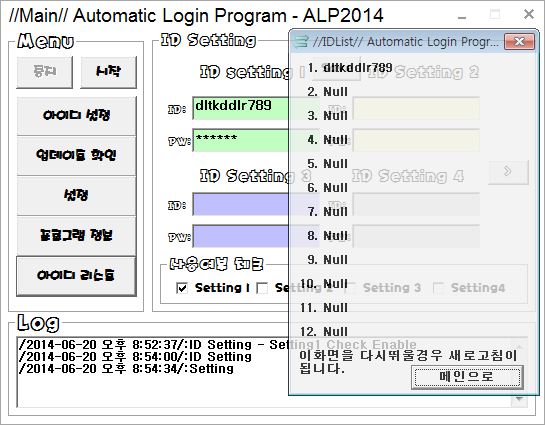 //Main// Automatic Login Program - ALP2014
Menu
중지
시작
아이디 설정
업데이트 확인
설정
프로그램 정보
아이디 리스트
ID Setting
ID setting 1
ID: dltkddlr789
PW: ******
ID Setting 2
ID Setting 3
ID:
PW:
ID Setting 4
>
사용여부 체크
Setting 1
Setting 2
Setting 3
Setting4
Log
/2014-06-20 오후 8:52:37/:ID Setting - Setting1 Check Enable
/2014-06-20 오후 8:54:00/:ID Setting
/2014-06-20 오후 8:54:34/:Setting
//IDList// Automatic Login Progr...
1. dltkddlr789
2. Null
3. Null
4. Null
5. Null
6. Null
7. Null
8. Null
9. Null
10. Null
11. Null
12. Null
이화면을 다시뛰울경우 새로고침이
됩니다.
메인으로